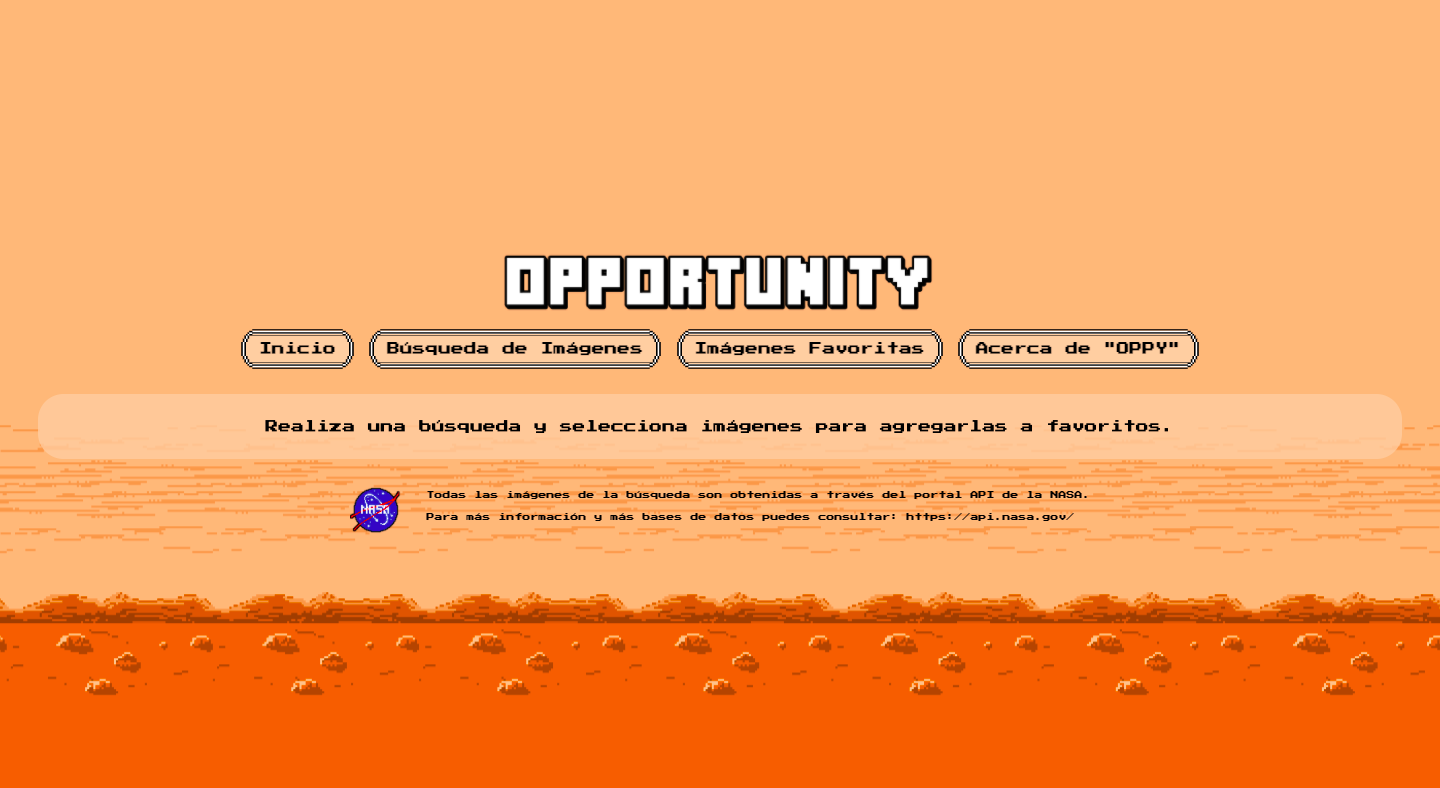 OPPORTUNITY
Inicio
Búsqueda de Imágenes
Imágenes Favoritas
Acerca de "OPPY"
Realiza una búsqueda y selecciona imágenes para agregarlas a favoritos.
NASA
Todas las imágenes de la búsqueda son obtenidas a través del portal API de la NASA.
Para más información y más bases de datos puedes consultar: https://api.nasa.gov/